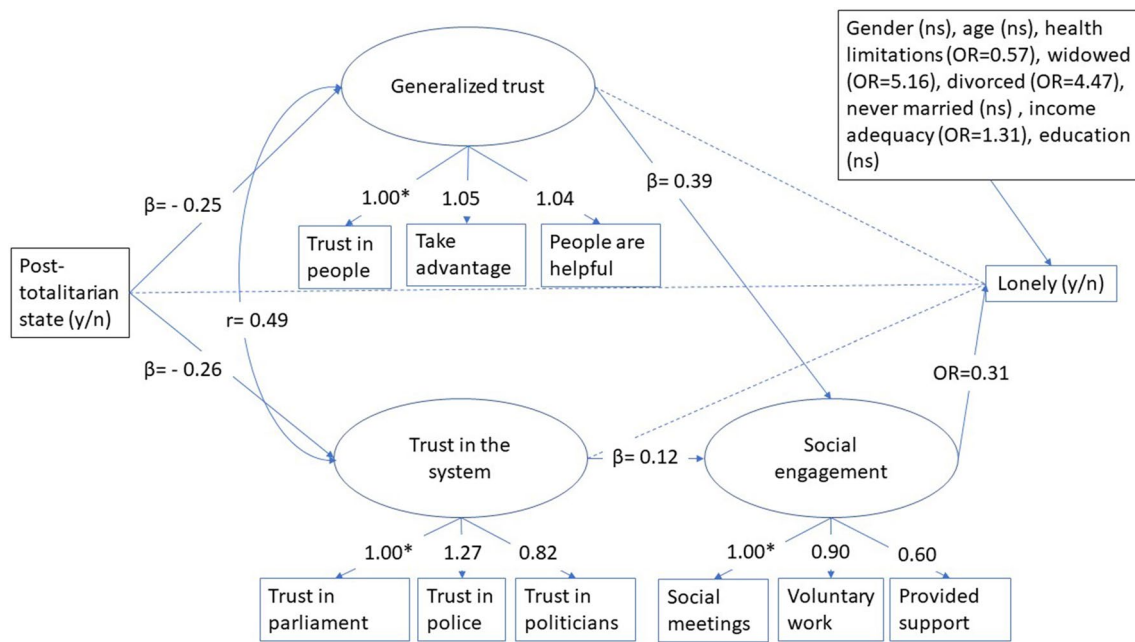 Gender (ns), age (ns), health
limitations (OR=0.57), widowed
(OR=5.16), divorced (OR=4.47),
never married (ns) , income
adequacy (OR=1.31), education
(ns)
Generalized trust
β= - 0.25
β= 0.39
1.00*
1.05
1.04
Trust in
people
Take
advantage
People are
helpful
Post-
totalitarian
state (y/n)
Lonely (y/n)
r= 0.49
β= - 0.26
OR=0.31
Trust in the
system
β= 0.12
Social
engagement
1.00*
1.27
0.82
1.00*
0.90
0.60
Trust in
parliament
Trust in
police
Trust in
politicians
Social
meetings
Voluntary
work
Provided
support